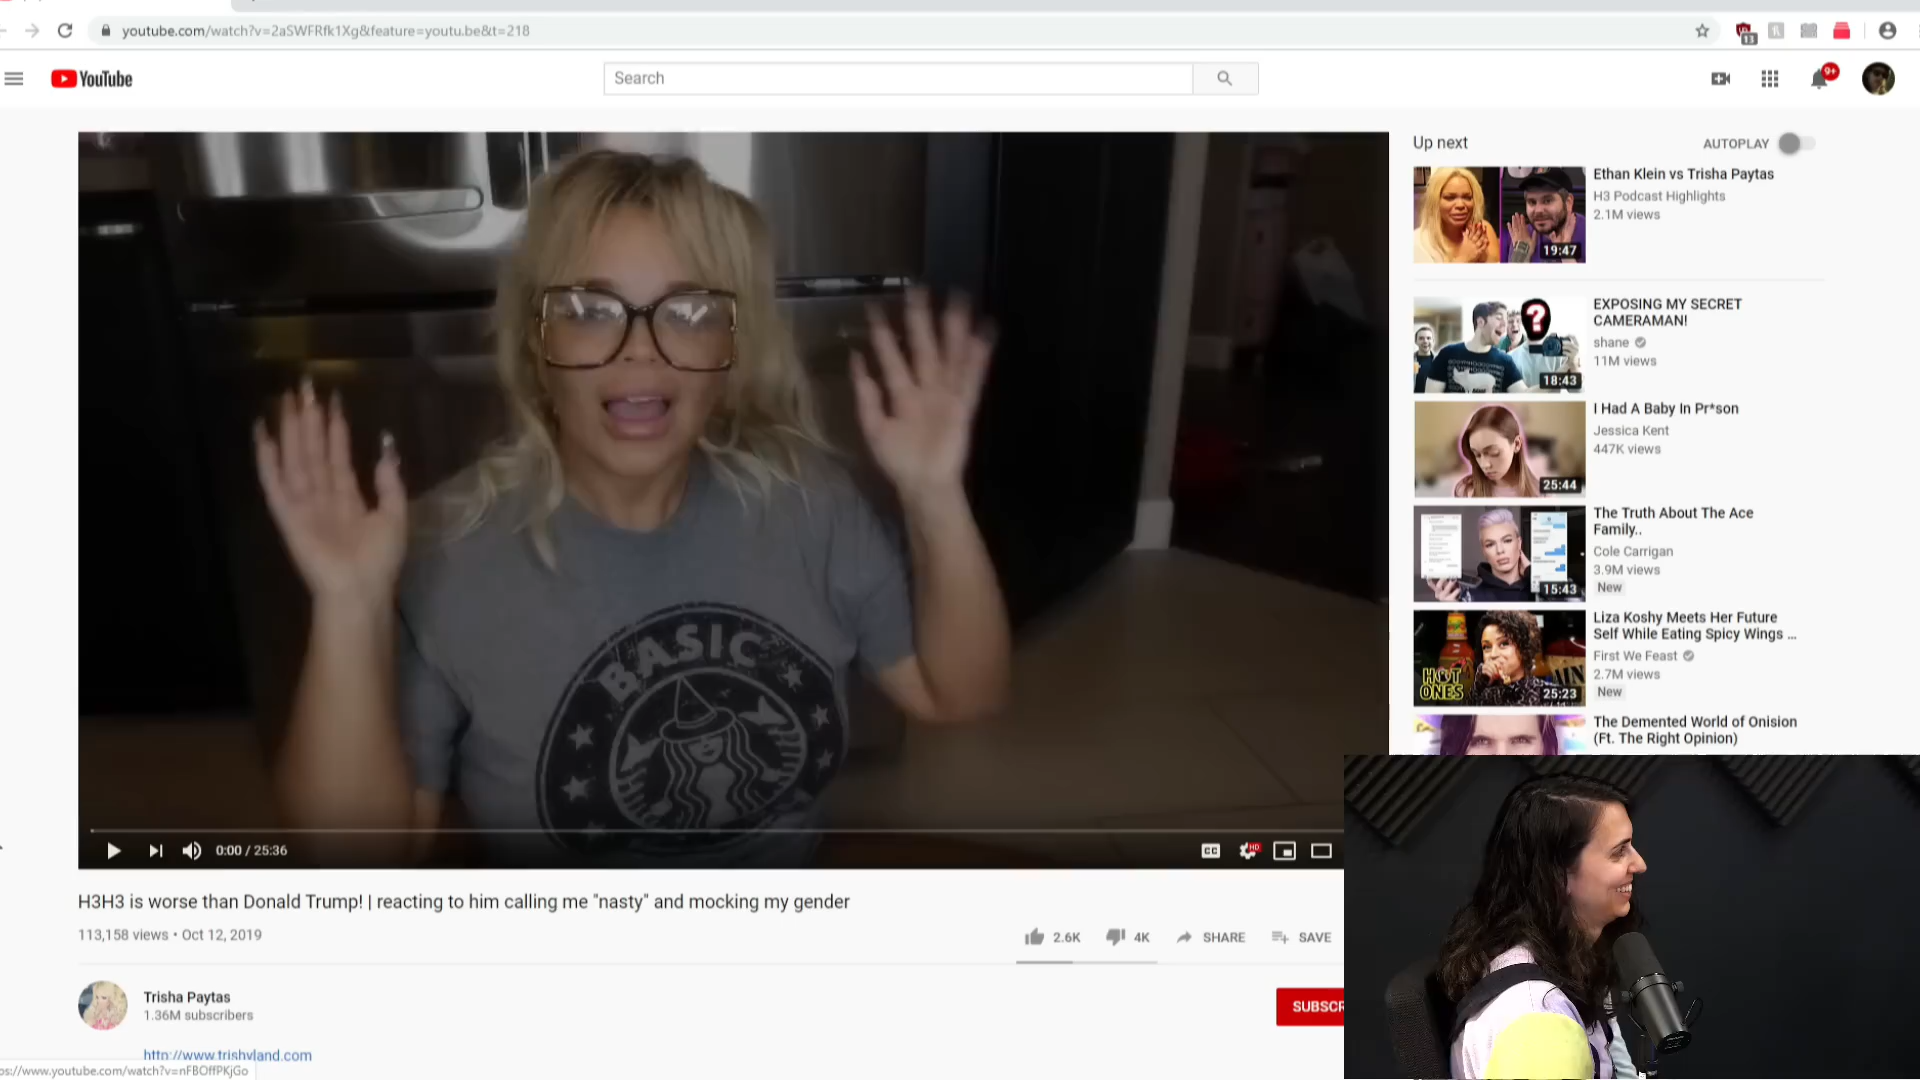 youtube.com/watch?v=2aSWFRfk1Xg&feature=youtu.be&t=218
13
YouTube
Search
9+
Up next
AUTOPLAY
Ethan Klein vs Trisha Paytas
H3 Podcast Highlights
2.1M views
19:47
EXPOSING MY SECRET
CAMERAMAN!
shane
11M views
?
18:43
I Had A Baby In Pr*son
Jessica Kent
447K views
25:44
The Truth About The Ace
Family..
Cole Carrigan
3.9M views
New
15:43
Liza Koshy Meets Her Future
Self While Eating Spicy Wings ...
First We Feast
2.7M views
New
HOT
ONES
25:23
The Demented World of Onision
(Ft. The Right Opinion)
BASIC
0:00 / 25:36
CC
HD
H3H3 is worse than Donald Trump! | reacting to him calling me "nasty" and mocking my gender
113,158 views • Oct 12, 2019
2.6K
4K
SHARE
SAVE
Trisha Paytas
1.36M subscribers
SUBSCR
http://www.trishyland.com
ps://www.youtube.com/watch?v=nFBOffPKjGo